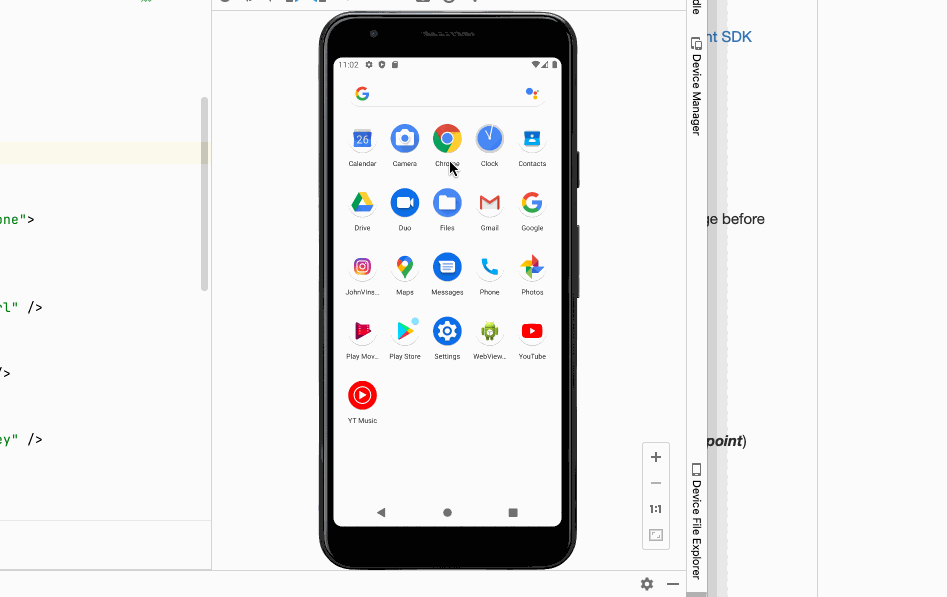 dle
nt SDK
Device Manager
11:02
26
Calendar
Camera
Chrome
Clock
Contacts
one">
ge before
Drive
Duo
Files
Gmail
Google
JohnVins...
Maps
Messages
Phone
Photos
rl" />
Play Mov...
Play Store
Settings
WebView...
YouTube
/>
YT Music
ey" />
point)
1:1
Device File Explorer